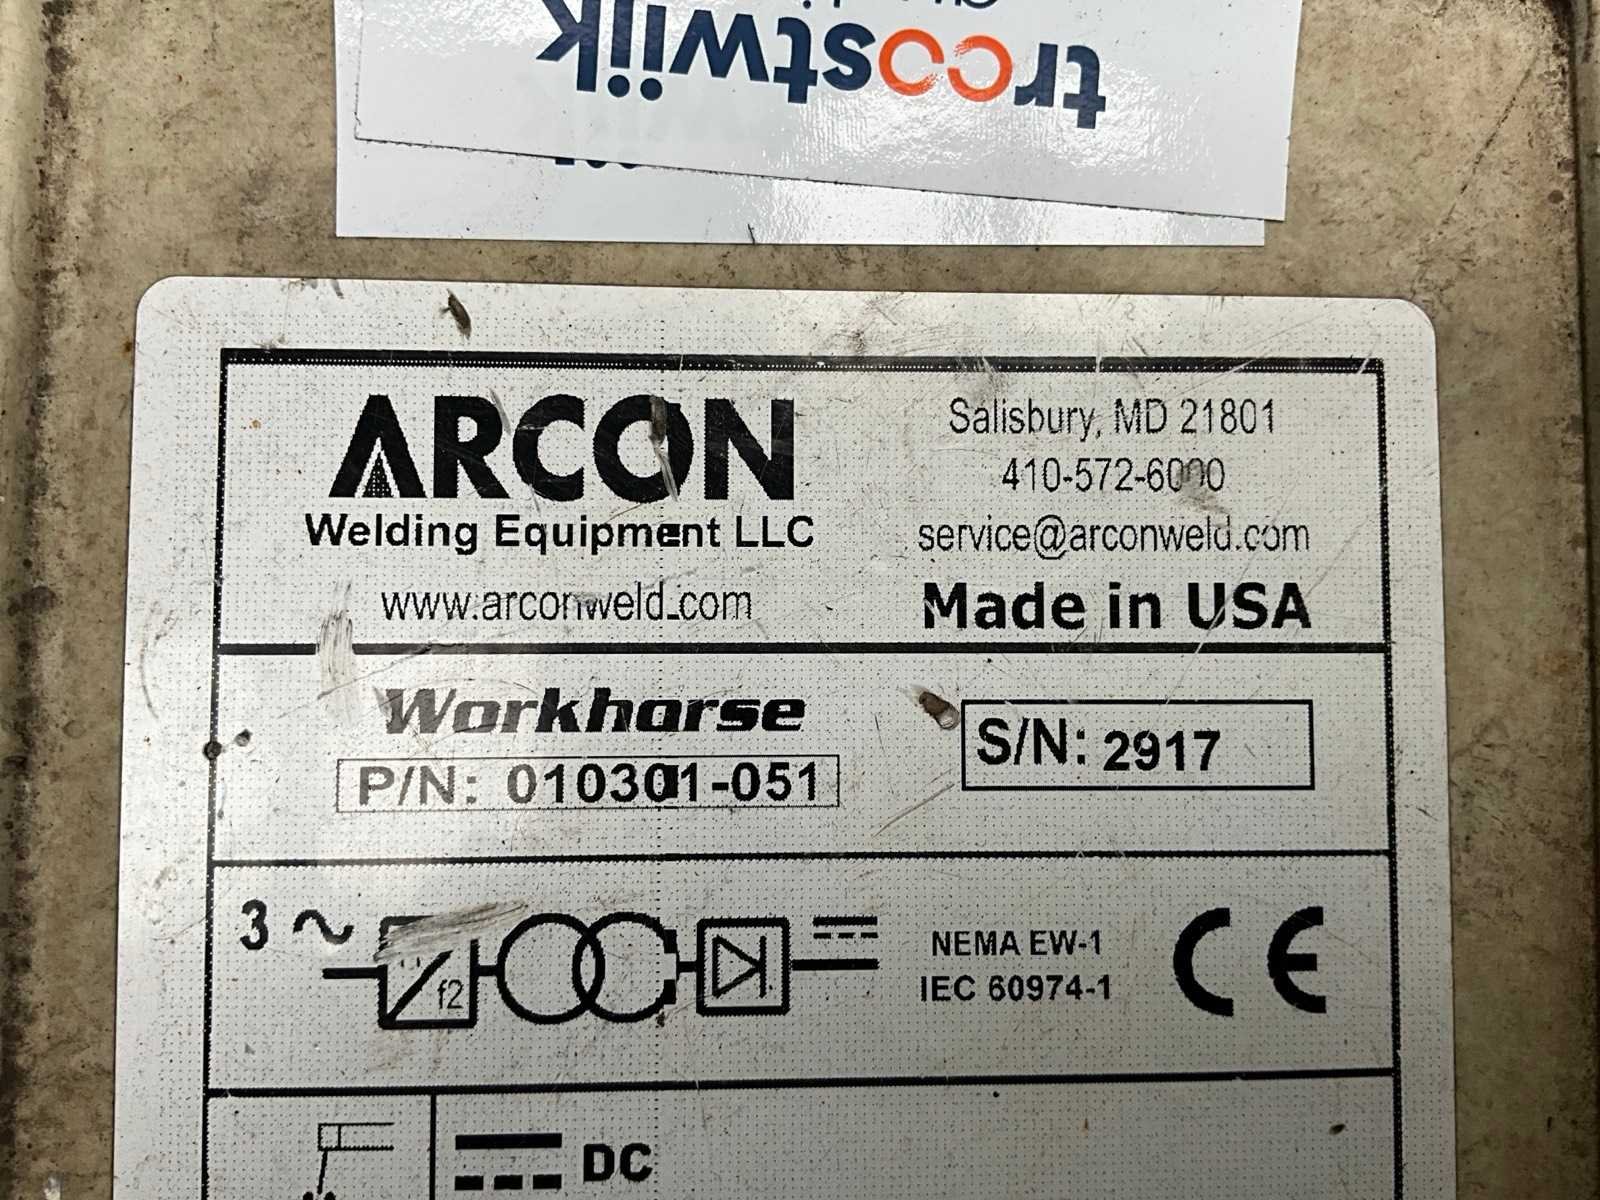 troostwijk
ARCON
Welding Equipment LLC
www.arconweld.com
Salisbury, MD 21801
410-572-6000
service@arconweld.com
Made in USA
Workhorse
P/N: 010301-051
S/N: 2917
3 ~
f2
NEMA EW-1
IEC 60974-1
CE
DC